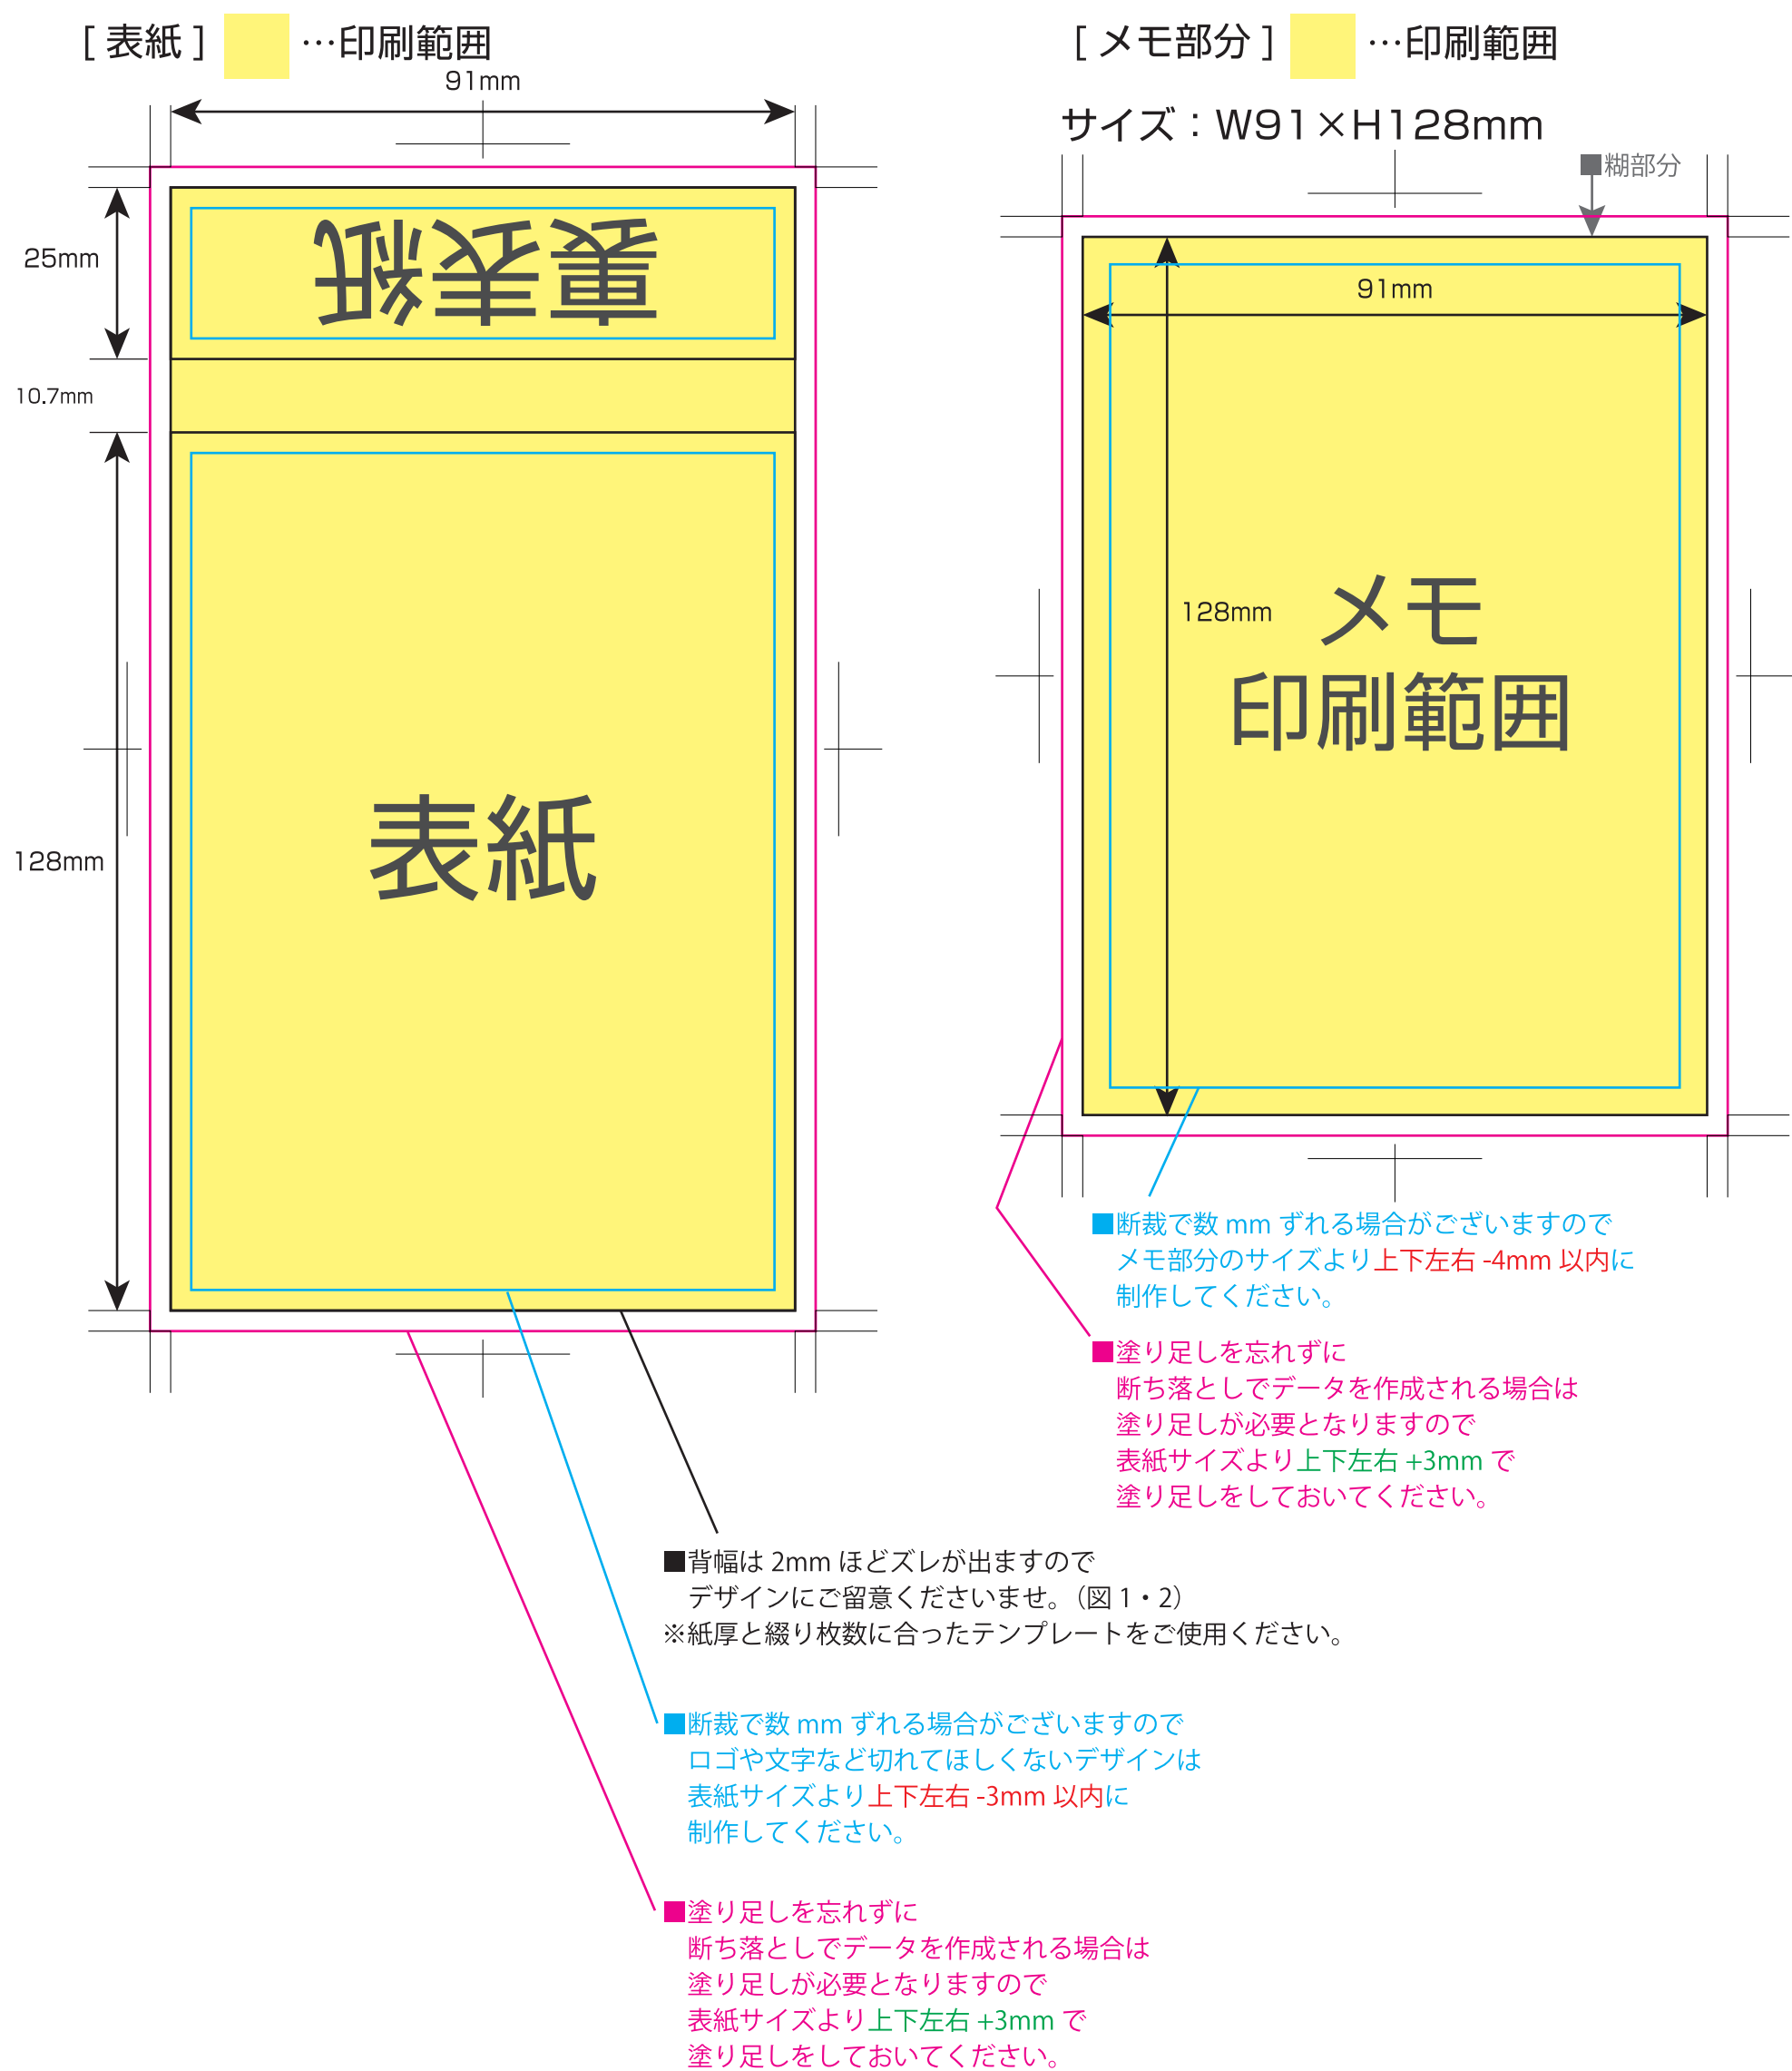 [ 表紙 ] …印刷範囲
91mm
25mm
裏表紙
10.7mm
128mm
表紙
[ メモ部分 ] …印刷範囲
サイズ：W91×H128mm
■糊部分
91mm
128mm
メモ
印刷範囲
■断裁で数 mm ずれる場合がございますので
メモ部分のサイズより上下左右 -4mm 以内に
制作してください。
■塗り足しを忘れずに
断ち落としでデータを作成される場合は
塗り足しが必要となりますので
表紙サイズより上下左右 +3mm で
塗り足しをしておいてください。
■背幅は 2mm ほどズレが出ますので
デザインにご留意くださいませ。（図 1・2）
※紙厚と綴り枚数に合ったテンプレートをご使用ください。
■断裁で数 mm ずれる場合がございますので
ロゴや文字など切れてほしくないデザインは
表紙サイズより上下左右 -3mm 以内に
制作してください。
■塗り足しを忘れずに
断ち落としでデータを作成される場合は
塗り足しが必要となりますので
表紙サイズより上下左右 +3mm で
塗り足しをしておいてください。